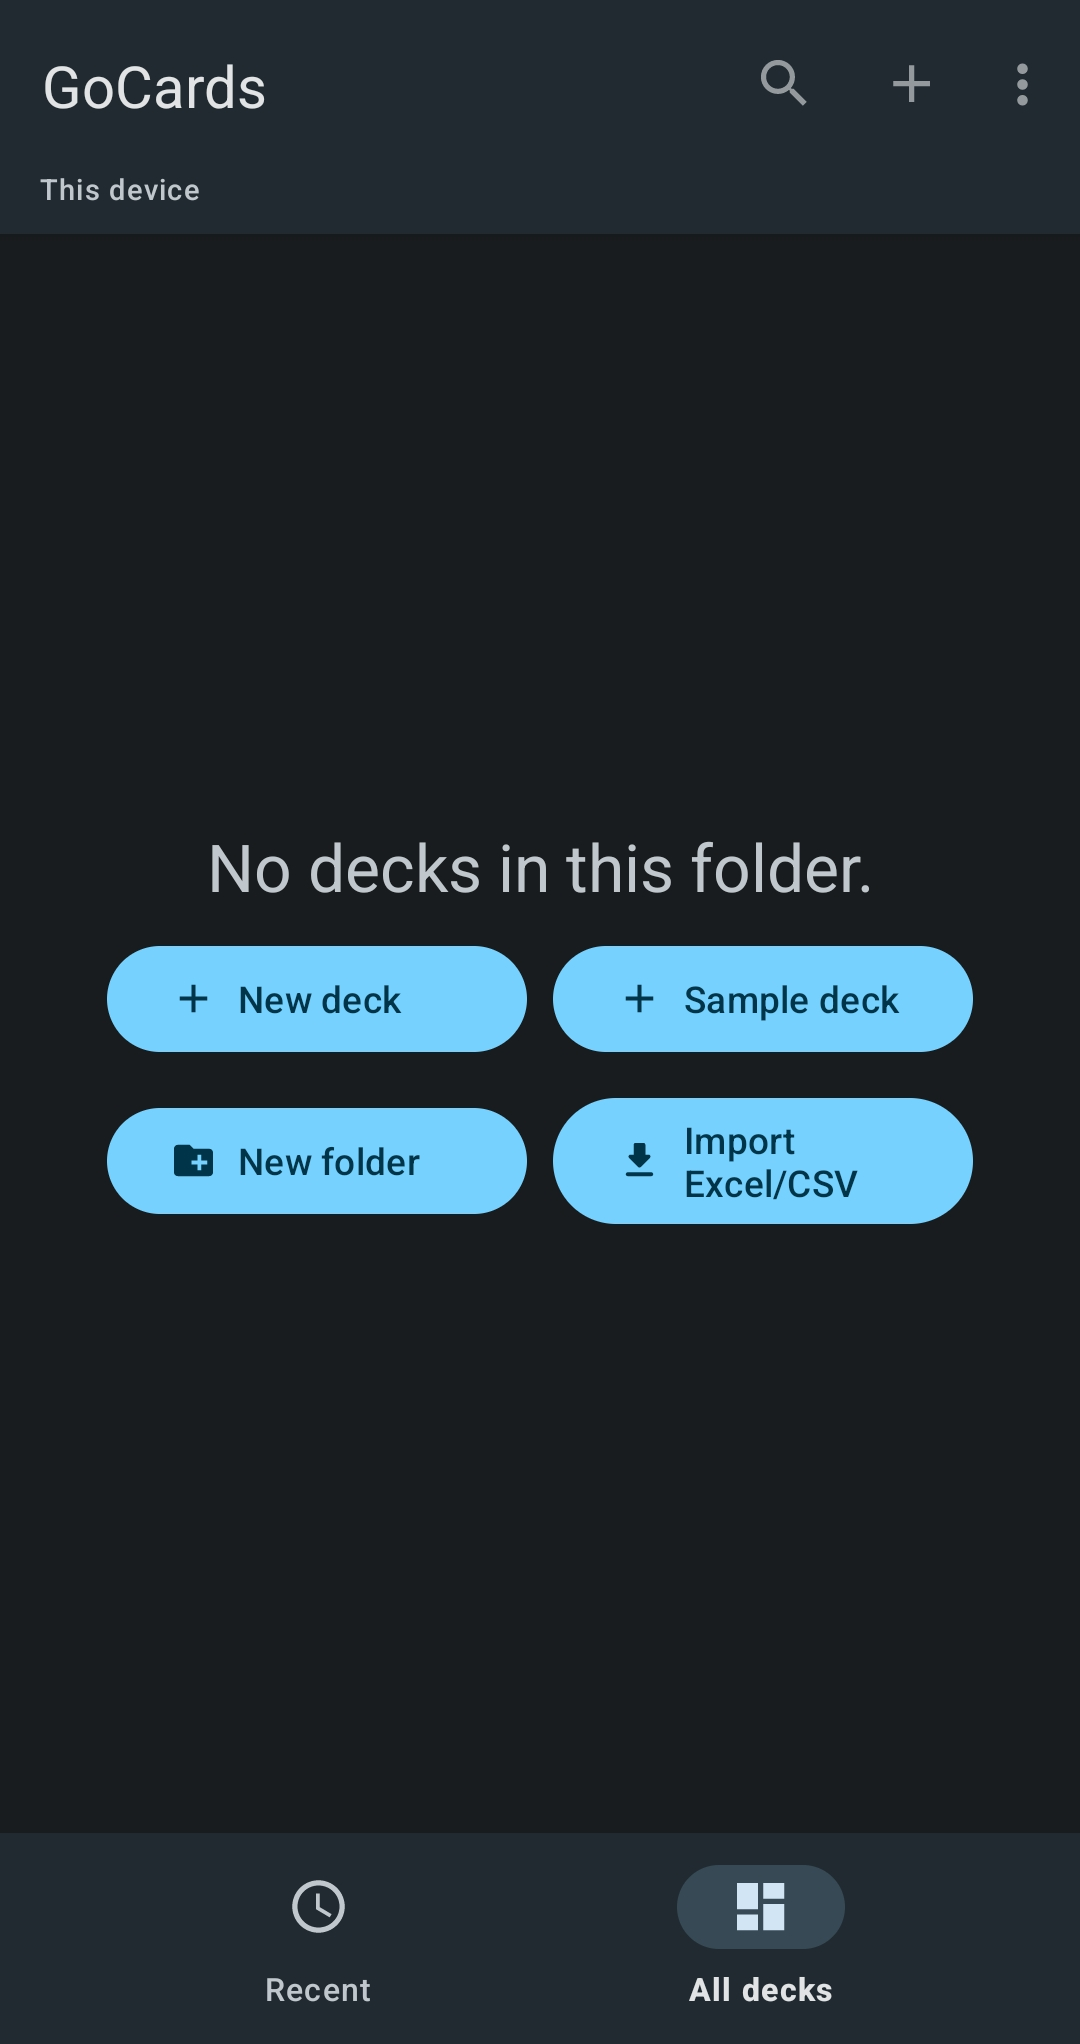 GoCards
This device
No decks in this folder.
New deck
Sample deck
New folder
Import
Excel/CSV
Recent
All decks